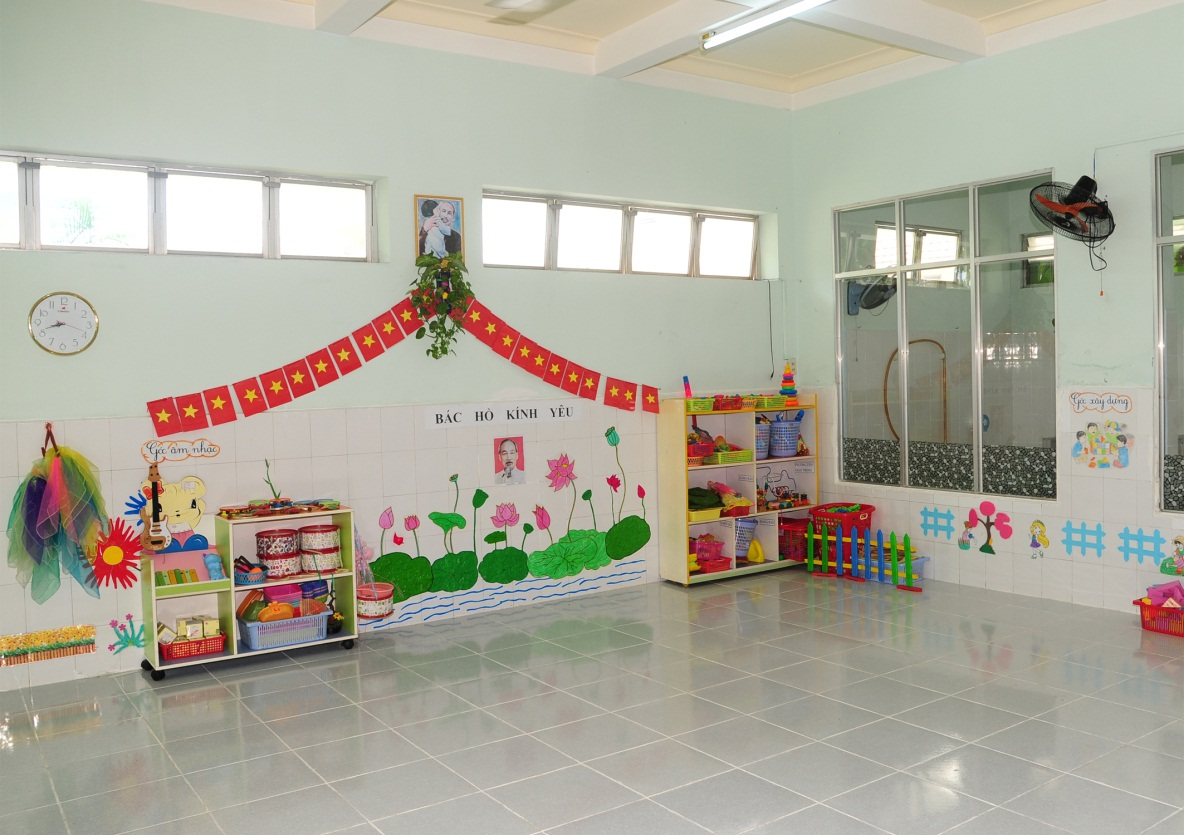 BÁC HỒ KÍNH YÊU
Góc âm nhạc
Góc xây dựng